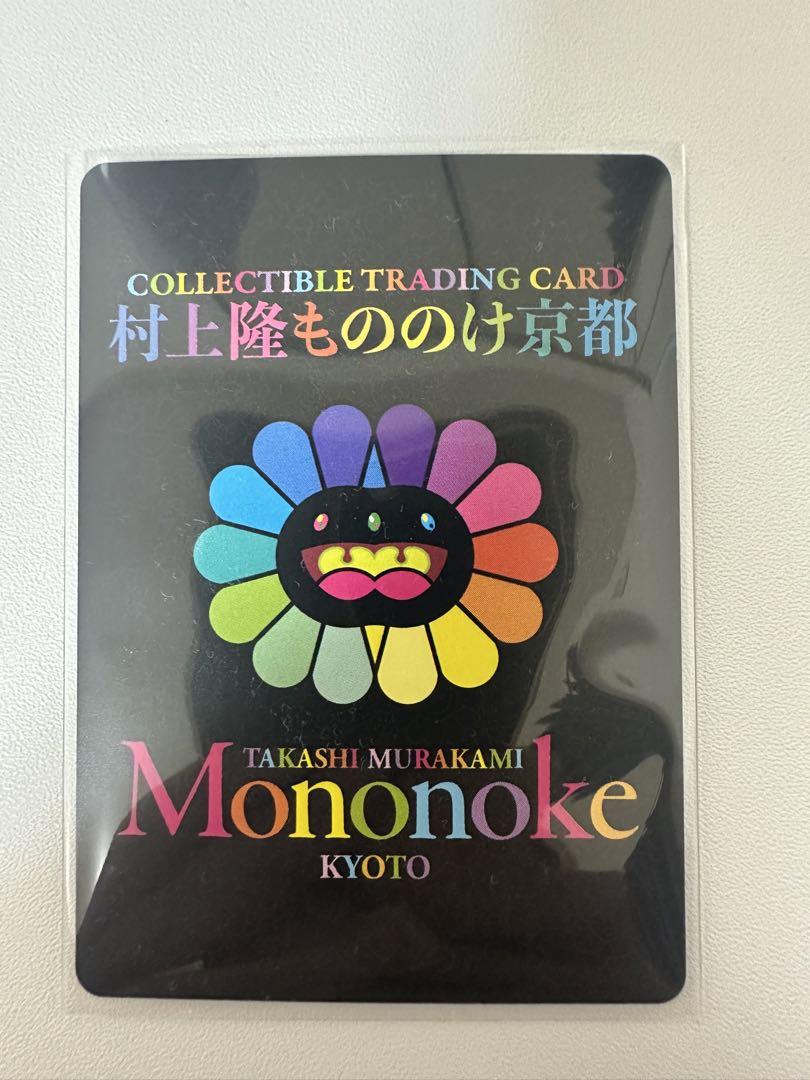 COLLECTIBLE TRADING CARD
村上隆もののけ京都
TAKASHI MURAKAMI
Mononoke
KYOTO